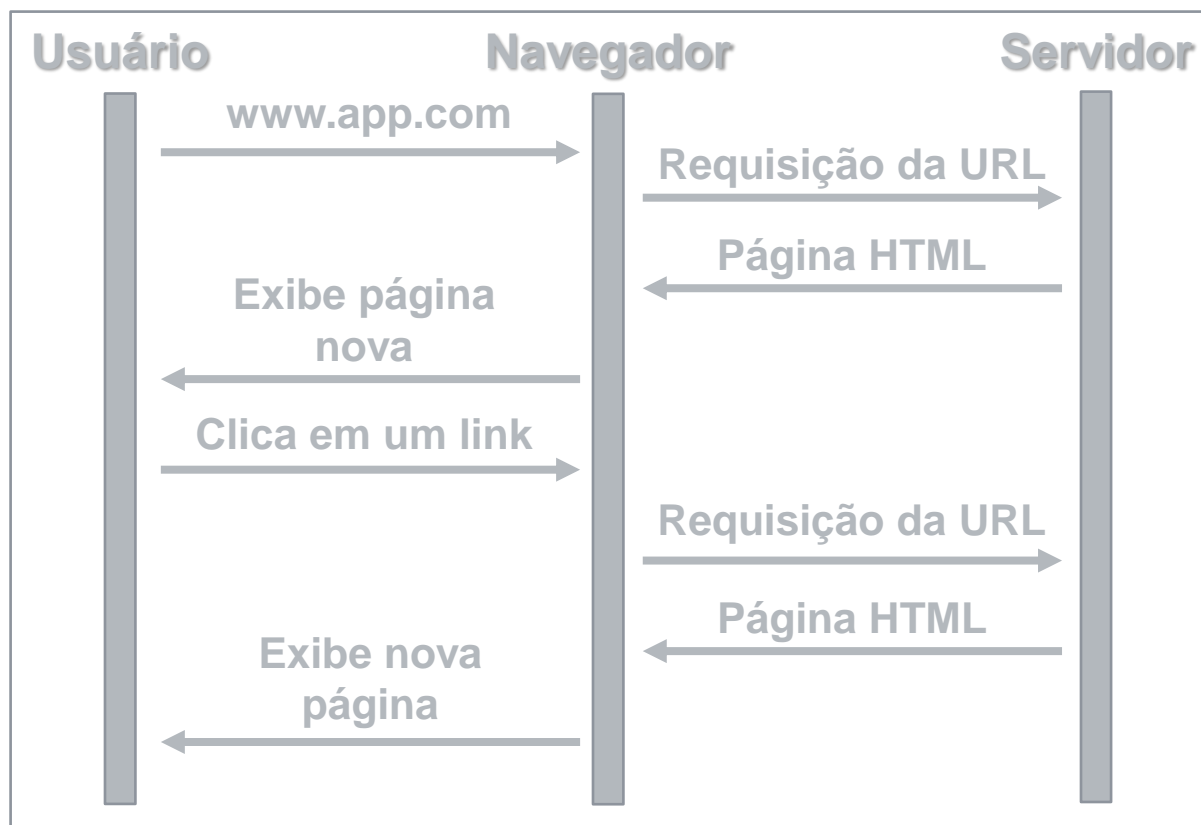 Usuário
Navegador
Servidor
www.app.com
Requisição da URL
Página HTML
Exibe página
nova
Clica em um link
Requisição da URL
Página HTML
Exibe nova
página